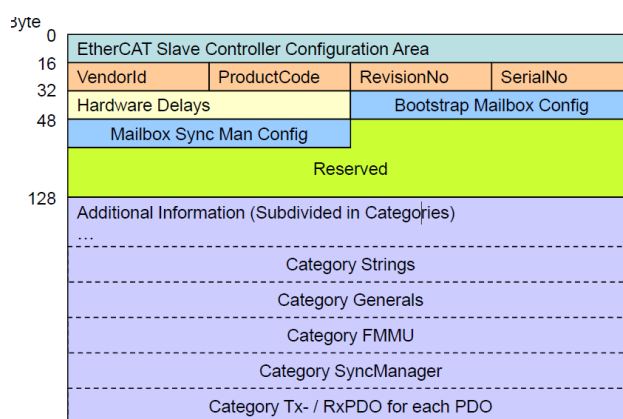 Byte
0
EtherCAT Slave Controller Configuration Area
16
VendorId ProductCode RevisionNo SerialNo
32
Hardware Delays Bootstrap Mailbox Config
48
Mailbox Sync Man Config
Reserved
128
Additional Information (Subdivided in Categories)
...
Category Strings
Category Generals
Category FMMU
Category SyncManager
Category Tx- / RxPDO for each PDO